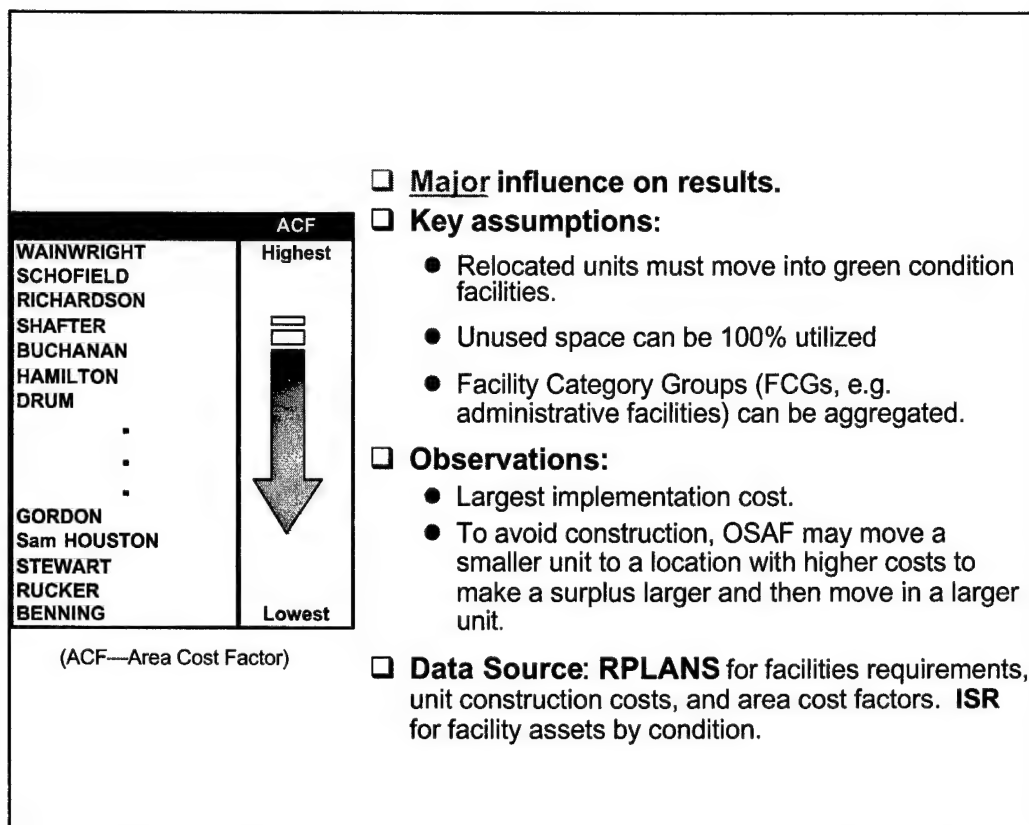 ACF
WAINWRIGHT
Highest
SCHOFIELD
RICHARDSON
SHAFTER
BUCHANAN
HAMILTON
DRUM
GORDON
Sam HOUSTON
STEWART
RUCKER
BENNING
Lowest
(ACF—Area Cost Factor)
Major influence on results.
Key assumptions:
Relocated units must move into green condition
facilities.
Unused space can be 100% utilized
Facility Category Groups (FCGs, e.g.
administrative facilities) can be aggregated.
Observations:
Largest implementation cost.
To avoid construction, OSAF may move a
smaller unit to a location with higher costs to
make a surplus larger and then move in a larger
unit.
Data Source: RPLANS for facilities requirements,
unit construction costs, and area cost factors. ISR
for facility assets by condition.